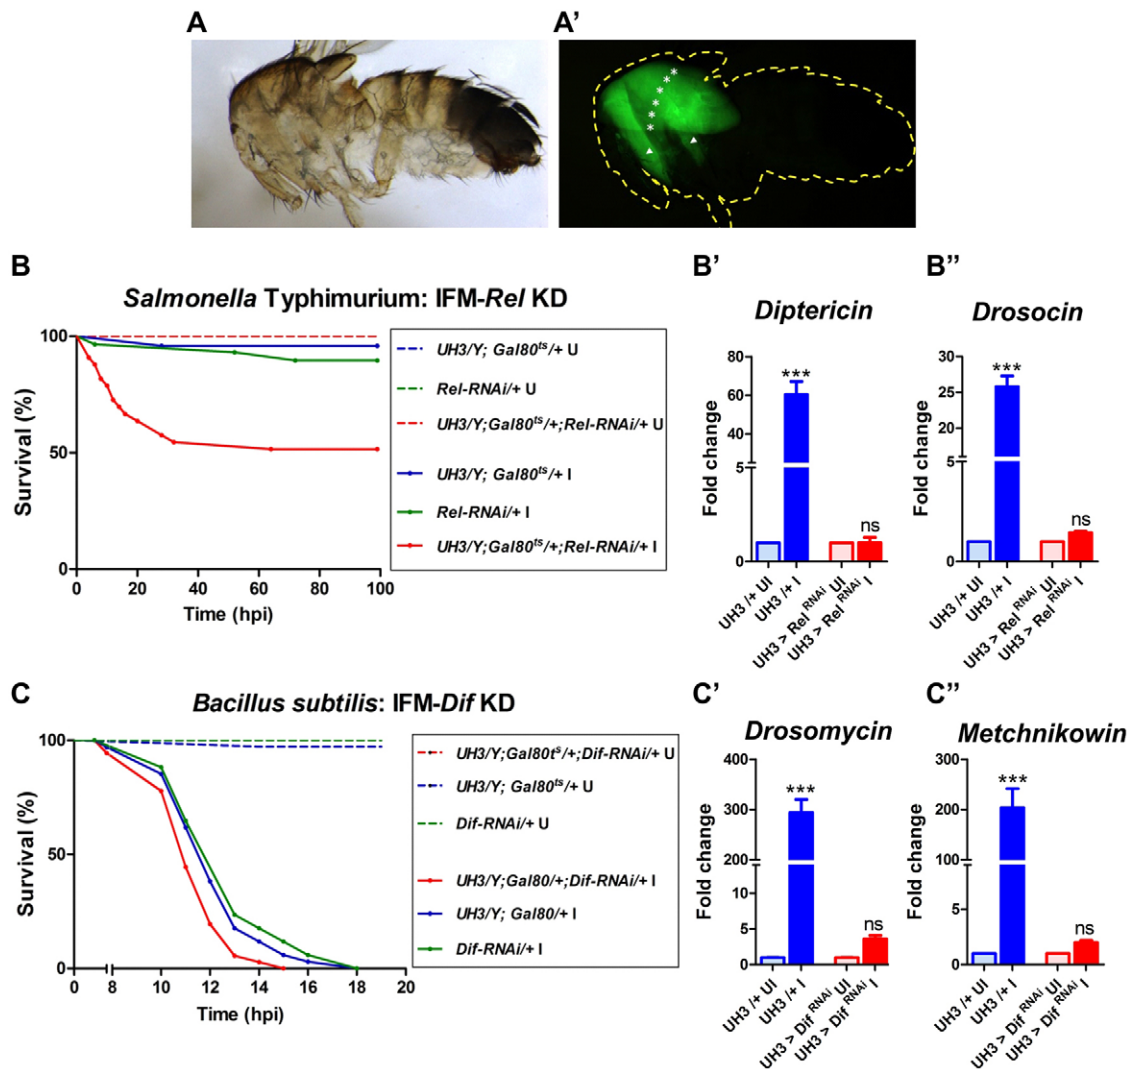 A
A'
* * * * * *
B
Salmonella Typhimurium: IFM-Rel KD
Survival (%)
100
50
0
0 20 40 60 80 100
Time (hpi)
UH3/Y; Gal80ts/+ U
Rel-RNAi/+ U
UH3/Y;Gal80ts/+;Rel-RNAi/+ U
UH3/Y; Gal80ts/+ I
Rel-RNAi/+ I
UH3/Y;Gal80ts/+;Rel-RNAi/+ I
B'
Diptericin
Fold change
80
60
40
5
0
***
ns
UH3 /+ UI
UH3 /+ I
UH3 > Rel RNAi UI
UH3 > Rel RNAi I
B''
Drosocin
Fold change
30
25
20
5
0
***
ns
UH3 /+ UI
UH3 /+ I
UH3 > Rel RNAi UI
UH3 > Rel RNAi I
C
Bacillus subtilis: IFM-Dif KD
Survival (%)
100
50
0
0 8 10 12 14 16 18 20
Time (hpi)
UH3/Y;Gal80ts/+;Dif-RNAi/+ U
UH3/Y; Gal80ts/+ U
Dif-RNAi/+ U
UH3/Y;Gal80/+;Dif-RNAi/+ I
UH3/Y; Gal80/+ I
Dif-RNAi/+ I
C'
Drosomycin
Fold change
400
300
200
10
5
0
***
ns
UH3 /+ UI
UH3 /+ I
UH3 > Dif RNAi UI
UH3 > Dif RNAi I
C''
Metchnikowin
Fold change
300
200
100
5
0
***
ns
UH3 /+ UI
UH3 /+ I
UH3 > Dif RNAi UI
UH3 > Dif RNAi I